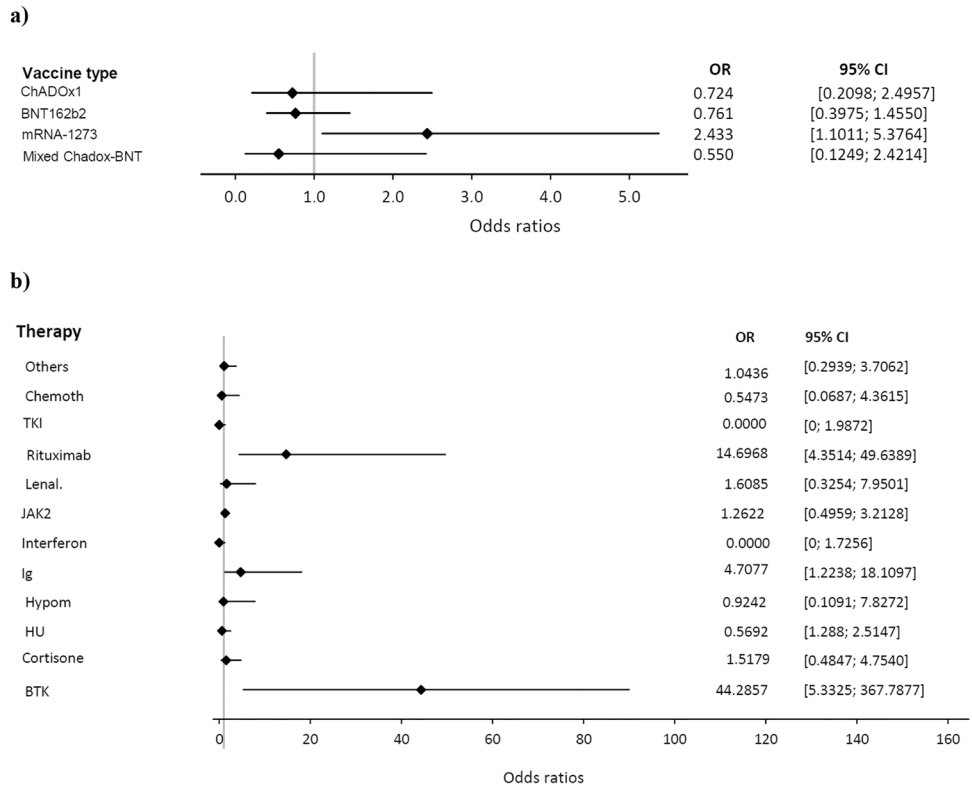 a)
Vaccine type OR 95% CI
ChADOx1 0.724 [0.2098; 2.4957]
BNT162b2 0.761 [0.3975; 1.4550]
mRNA-1273 2.433 [1.1011; 5.3764]
Mixed Chadox-BNT 0.550 [0.1249; 2.4214]
0.0 1.0 2.0 3.0 4.0 5.0
Odds ratios
b)
Therapy OR 95% CI
Others 1.0436 [0.2939; 3.7062]
Chemoth 0.5473 [0.0687; 4.3615]
TKI 0.0000 [0; 1.9872]
Rituximab 14.6968 [4.3514; 49.6389]
Lenal. 1.6085 [0.3254; 7.9501]
JAK2 1.2622 [0.4959; 3.2128]
Interferon 0.0000 [0; 1.7256]
Ig 4.7077 [1.2238; 18.1097]
Hypom 0.9242 [0.1091; 7.8272]
HU 0.5692 [1.288; 2.5147]
Cortisone 1.5179 [0.4847; 4.7540]
BTK 44.2857 [5.3325; 367.7877]
0 20 40 60 80 100 120 140 160
Odds ratios